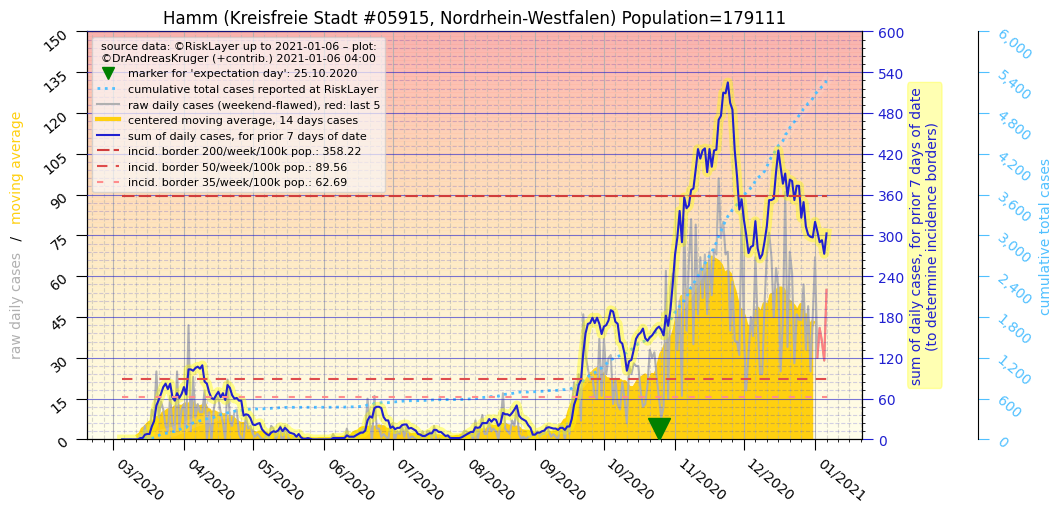 Hamm (Kreisfreie Stadt #05915, Nordrhein-Westfalen) Population=179111
source data: ©RiskLayer up to 2021-01-06 – plot:
©DrAndreasKruger (+contrib.) 2021-01-06 04:00
marker for 'expectation day': 25.10.2020
cumulative total cases reported at RiskLayer
raw daily cases (weekend-flawed), red: last 5
centered moving average, 14 days cases
sum of daily cases, for prior 7 days of date
incid. border 200/week/100k pop.: 358.22
incid. border 50/week/100k pop.: 89.56
incid. border 35/week/100k pop.: 62.69
raw daily cases / moving average
150
135
120
105
90
75
60
45
30
15
0
03/2020
04/2020
05/2020
06/2020
07/2020
08/2020
09/2020
10/2020
11/2020
12/2020
01/2021
600
540
480
420
360
300
240
180
120
60
0
sum of daily cases, for prior 7 days of date
(to determine incidence borders)
6,000
5,400
4,800
4,200
3,600
3,000
2,400
1,800
1,200
600
0
cumulative total cases